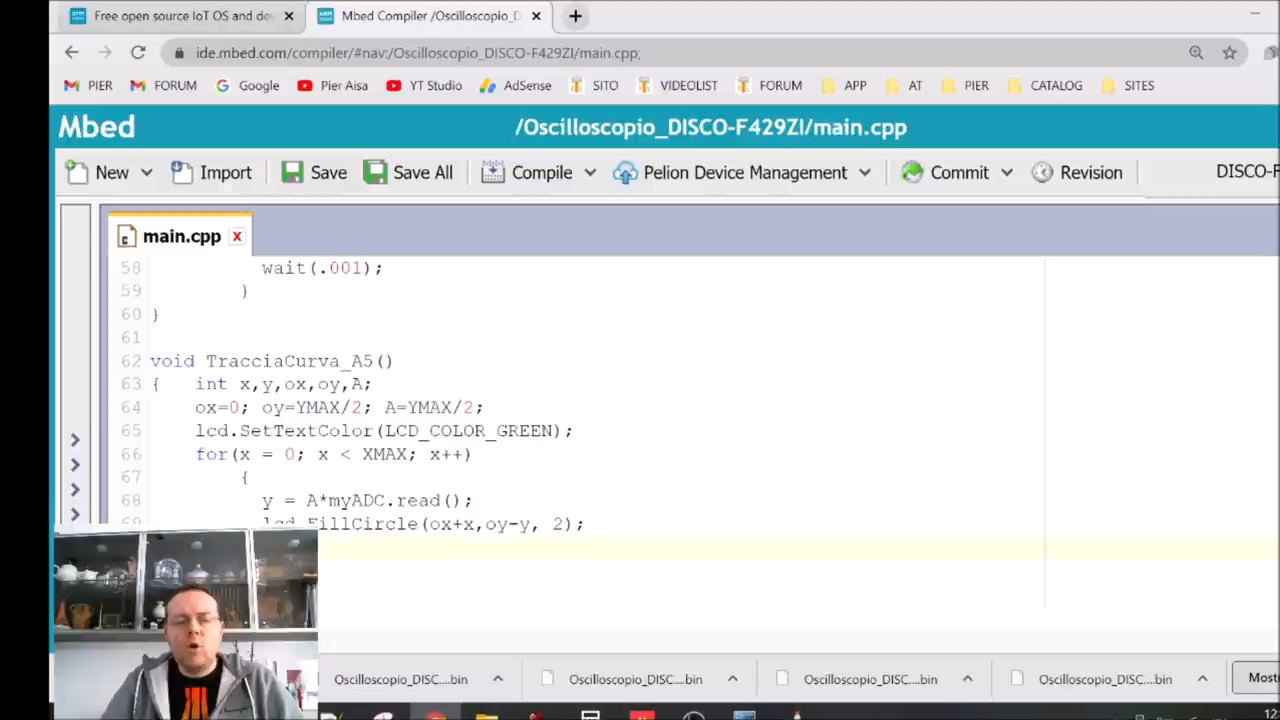 Free open source IoT OS and de
Mbed Compiler /Oscilloscopio_D
ide.mbed.com/compiler/#nav:/Oscilloscopio_DISCO-F429ZI/main.cpp;
PIER FORUM Google Pier Aisa YT Studio AdSense SITO VIDEOLIST FORUM APP AT PIER CATALOG SITES
Mbed /Oscilloscopio_DISCO-F429ZI/main.cpp
New Import Save Save All Compile Pelion Device Management Commit Revision DISCO-F
main.cpp
58 wait(.001);
59 }
60 }
61
62 void TracciaCurva_A5()
63 { int x,y,ox,oy,A;
64 ox=0; oy=YMAX/2; A=YMAX/2;
65 lcd.SetTextColor(LCD_COLOR_GREEN);
66 for(x = 0; x < XMAX; x++)
67 {
68 y = A*myADC.read();
69 lcd.FillCircle(ox+x,oy-y, 2);
Oscilloscopio_DISC....bin Oscilloscopio_DISC....bin Oscilloscopio_DISC....bin Oscilloscopio_DISC....bin Most
12